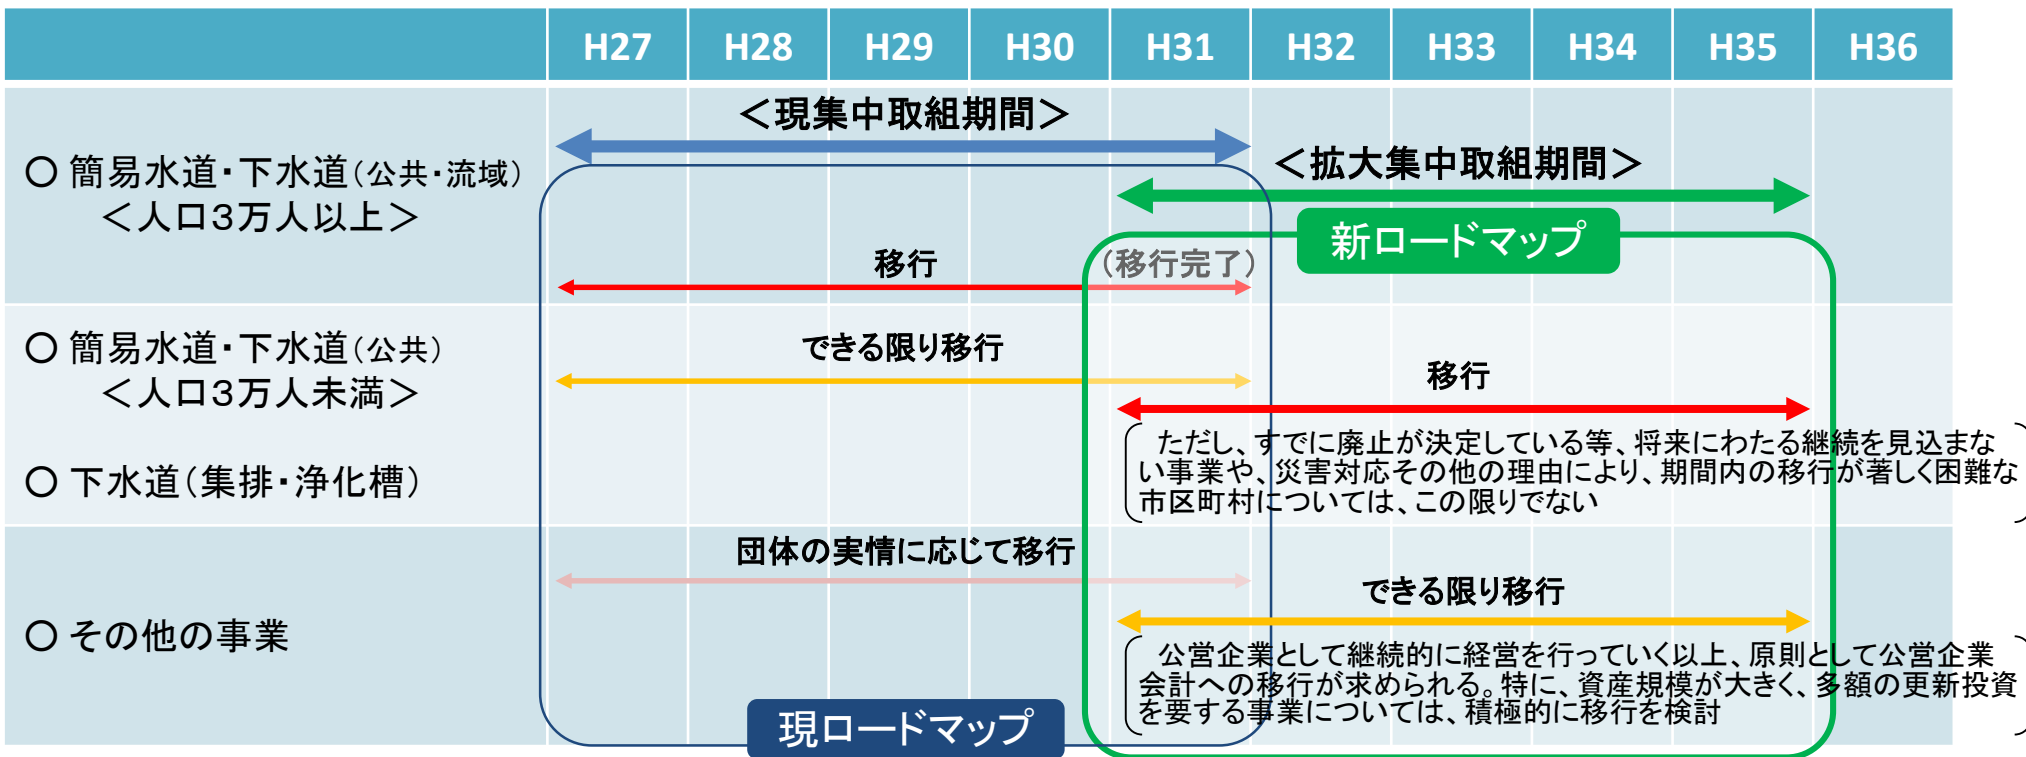 H27 H28 H29 H30 H31 H32 H33 H34 H35 H36
＜現集中取組期間＞
＜拡大集中取組期間＞
新ロードマップ
○ 簡易水道・下水道（公共・流域）
＜人口３万人以上＞
移行
（移行完了）
○ 簡易水道・下水道（公共）
＜人口３万人未満＞
できる限り移行
移行
○ 下水道（集排・浄化槽）
ただし、すでに廃止が決定している等、将来にわたる継続を見込まな
い事業や、災害対応その他の理由により、期間内の移行が著しく困難な
市区町村については、この限りでない
団体の実情に応じて移行
○ その他の事業
できる限り移行
公営企業として継続的に経営を行っていく以上、原則として公営企業
会計への移行が求められる。特に、資産規模が大きく、多額の更新投資
を要する事業については、積極的に移行を検討
現ロードマップ